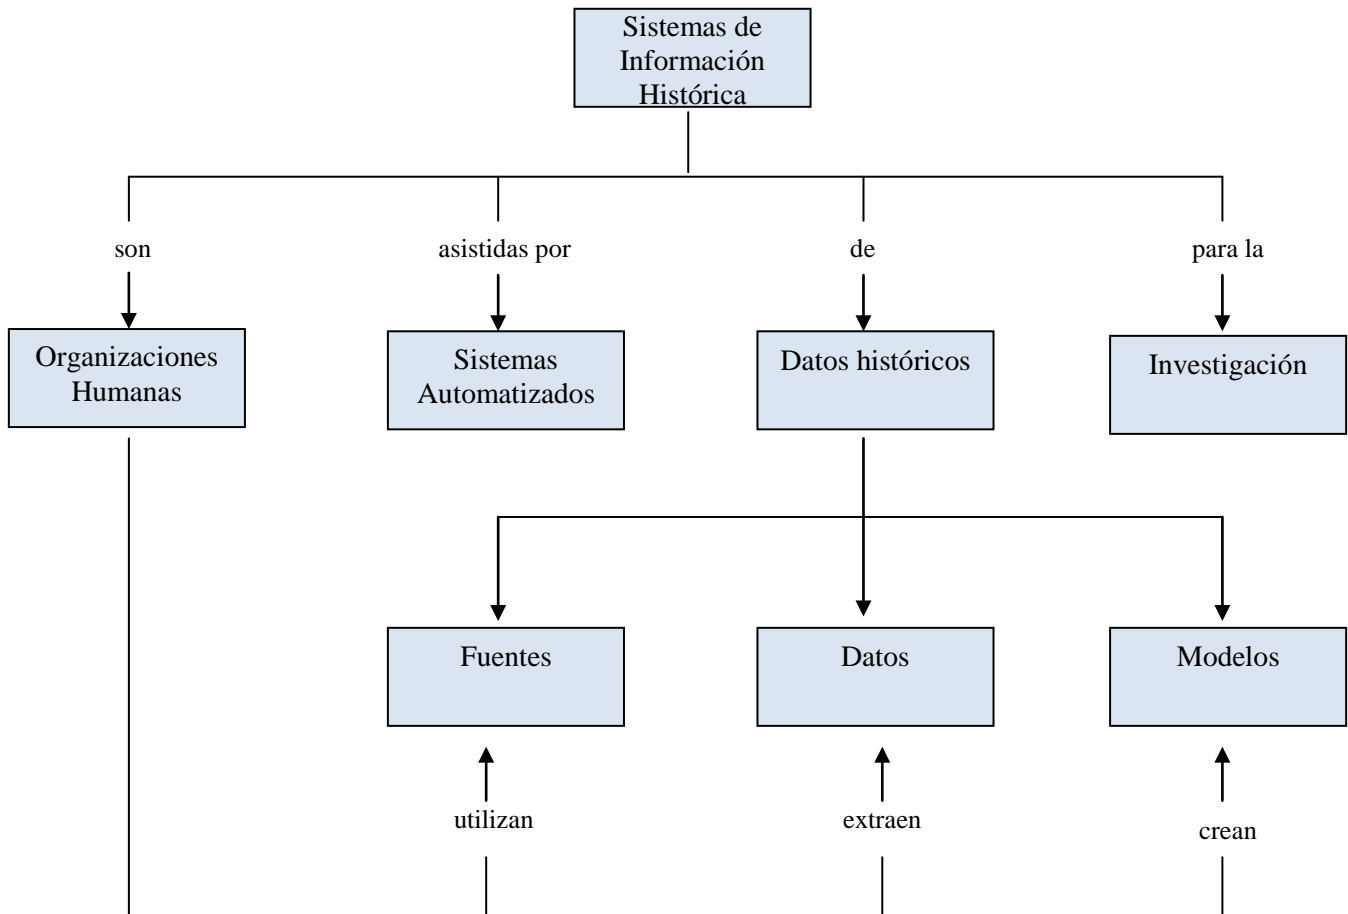 Sistemas de
Información
Histórica
son
asistidas por
de
para la
Organizaciones
Humanas
Sistemas
Automatizados
Datos históricos
Investigación
Fuentes
Datos
Modelos
utilizan
extraen
crean